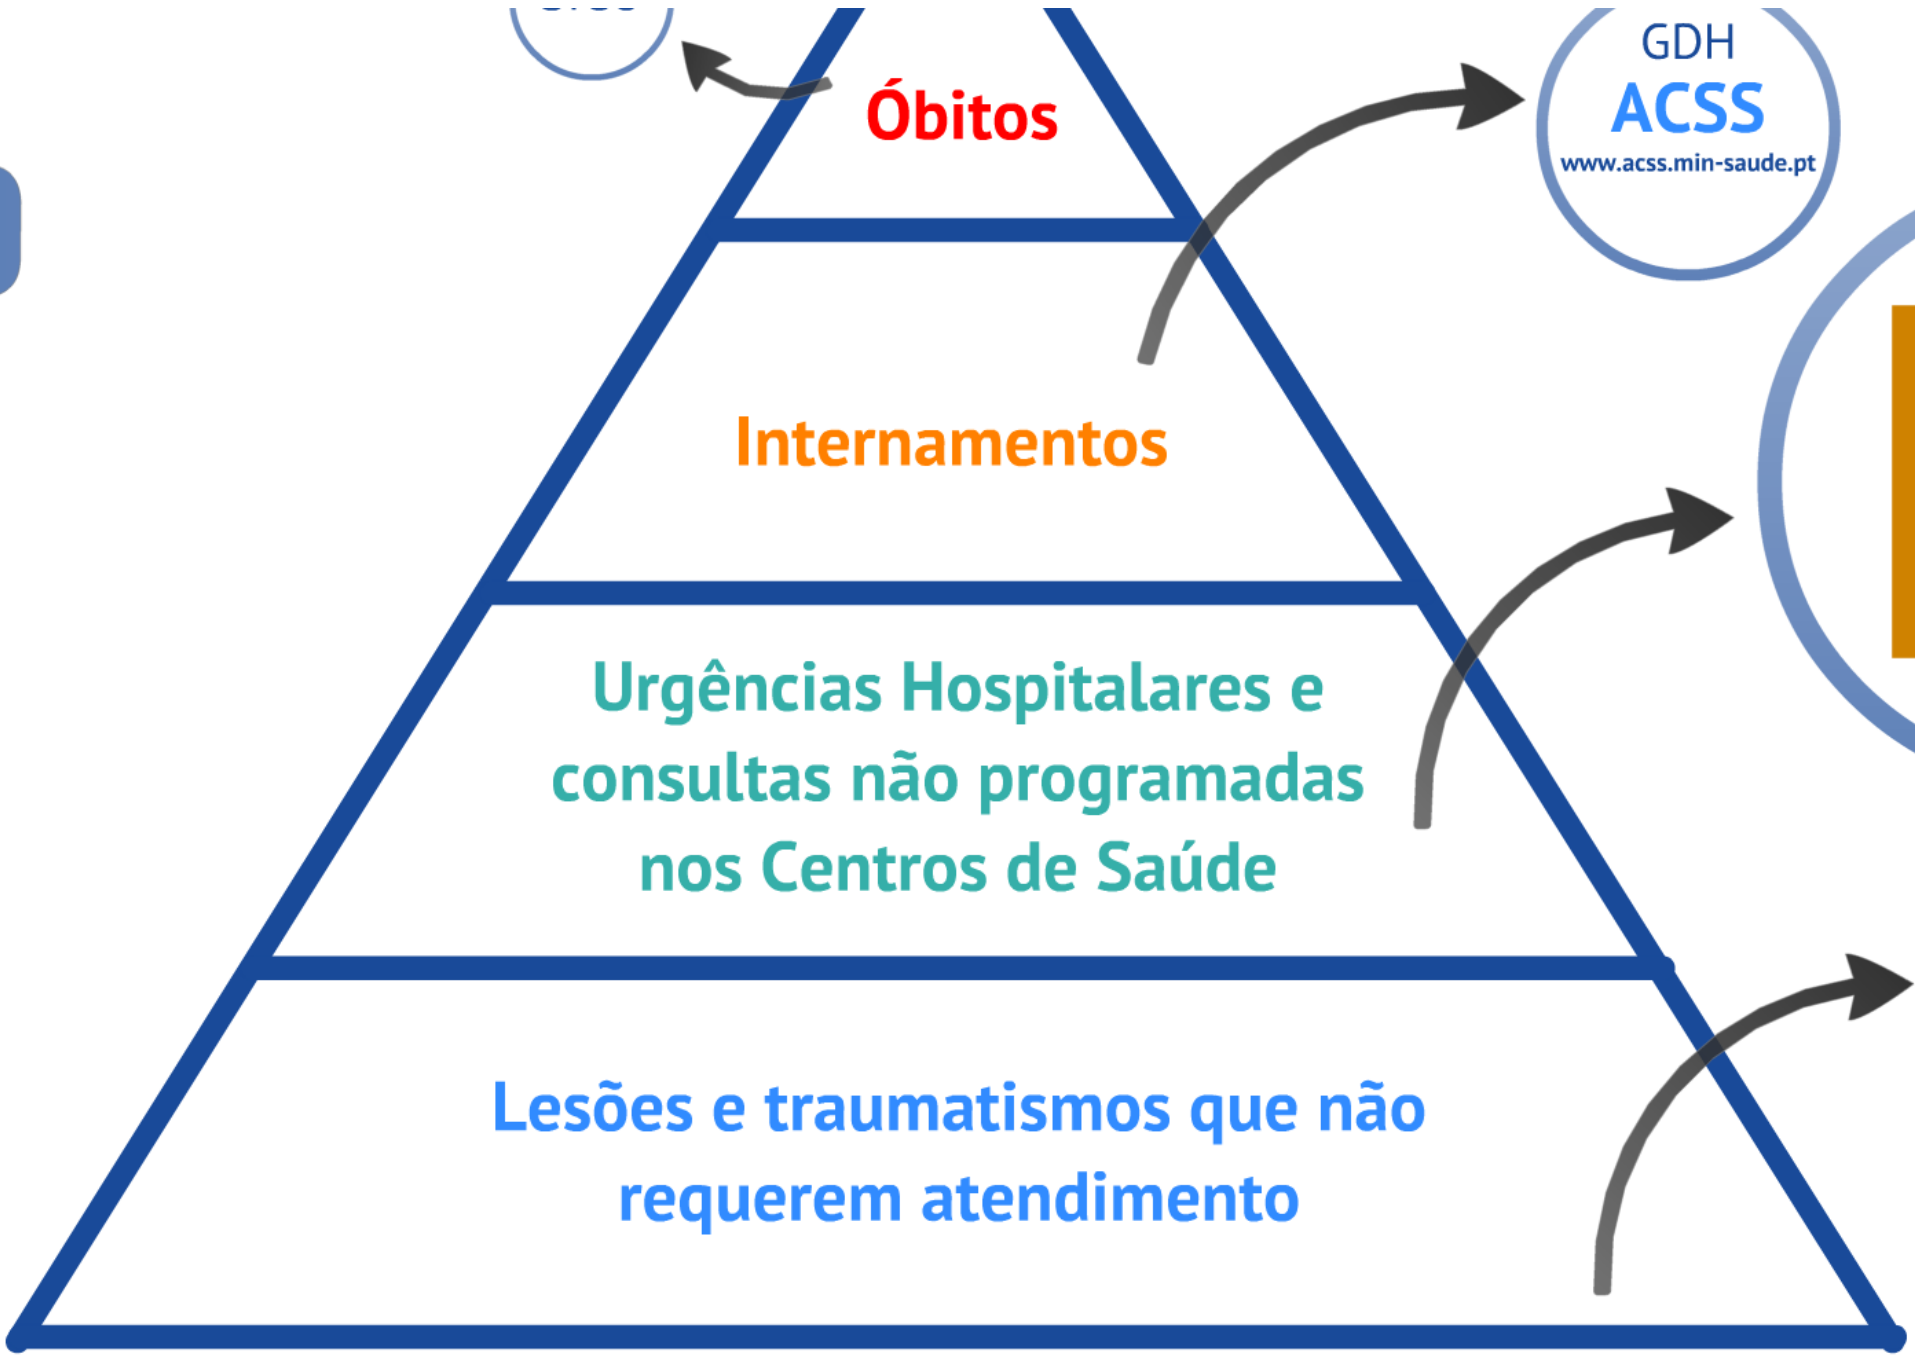 GDH
ACSS
www.acss.min-saude.pt
Óbitos
Internamentos
Urgências Hospitalares e
consultas não programadas
nos Centros de Saúde
Lesões e traumatismos que não
requerem atendimento